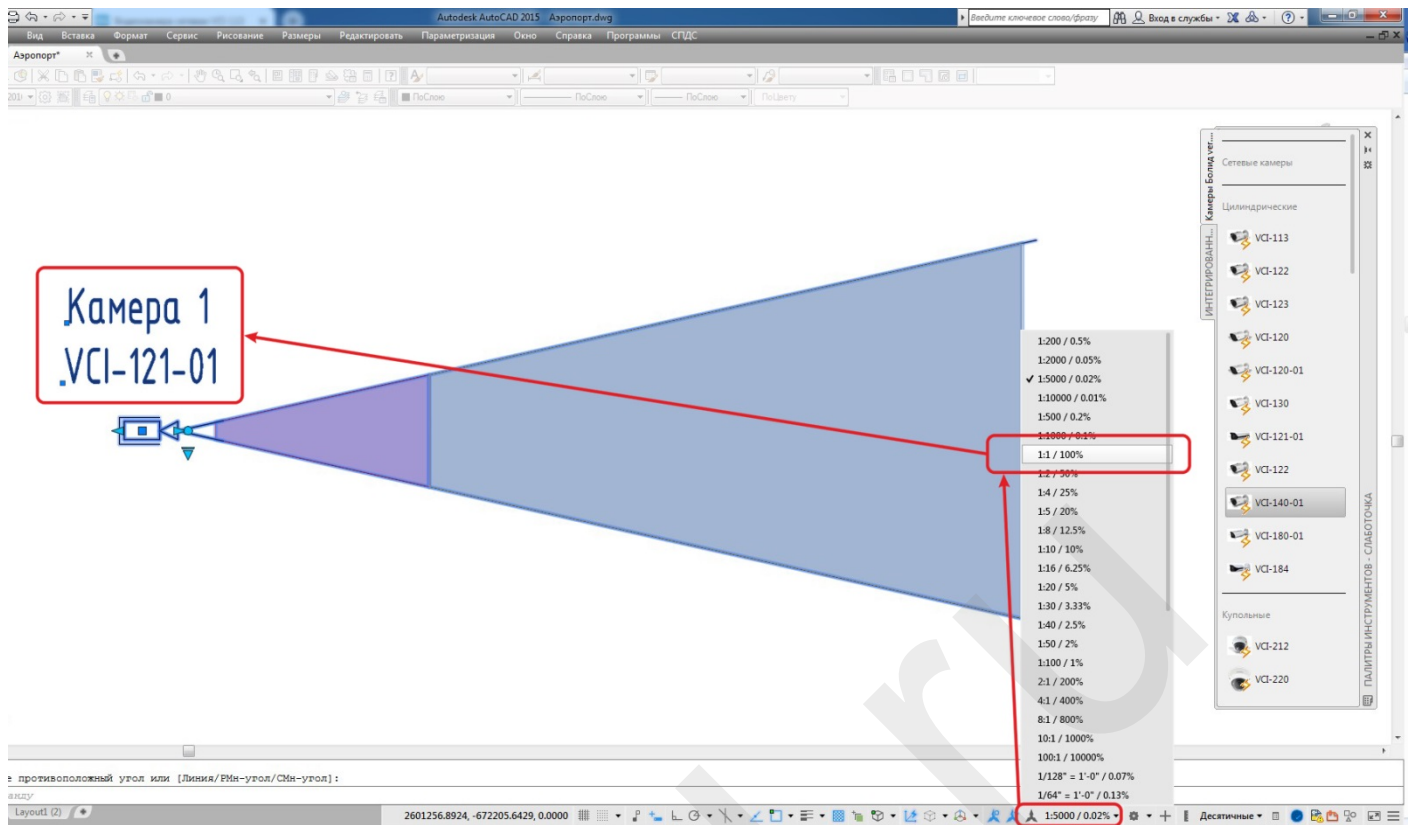 Autodesk AutoCAD 2015 Аэропорт.dwg
Введите ключевое слово/фразу
Вход в службы
Вид Вставка Формат Сервис Рисование Размеры Редактировать Параметризация Окно Справка Программы СПДС
Аэропорт*
0 ПоСлою ПоСлою ПоСлою ПоЦвету
Камера 1
VCI-121-01
1:200 / 0.5%
1:2000 / 0.05%
1:5000 / 0.02%
1:10000 / 0.01%
1:500 / 0.2%
1:1000 / 0.1%
1:1 / 100%
1:2 / 50%
1:4 / 25%
1:5 / 20%
1:8 / 12.5%
1:10 / 10%
1:16 / 6.25%
1:20 / 5%
1:30 / 3.33%
1:40 / 2.5%
1:50 / 2%
1:100 / 1%
2:1 / 200%
4:1 / 400%
8:1 / 800%
10:1 / 1000%
100:1 / 10000%
1/128" = 1'-0" / 0.07%
1/64" = 1'-0" / 0.13%
Камеры Болид ver....
ИНТЕГРИРОВАНН...
Сетевые камеры
Цилиндрические
VCI-113
VCI-122
VCI-123
VCI-120
VCI-120-01
VCI-130
VCI-121-01
VCI-122
VCI-140-01
VCI-180-01
VCI-184
Купольные
VCI-212
VCI-220
ПАЛИТРЫ ИНСТРУМЕНТОВ - СЛАБОТОЧКА
е противоположный угол или [Линия/РМн-угол/СМн-угол]:
Layout1 (2)
2601256.8924, -672205.6429, 0.0000
1:5000 / 0.02%
Десятичные
ru